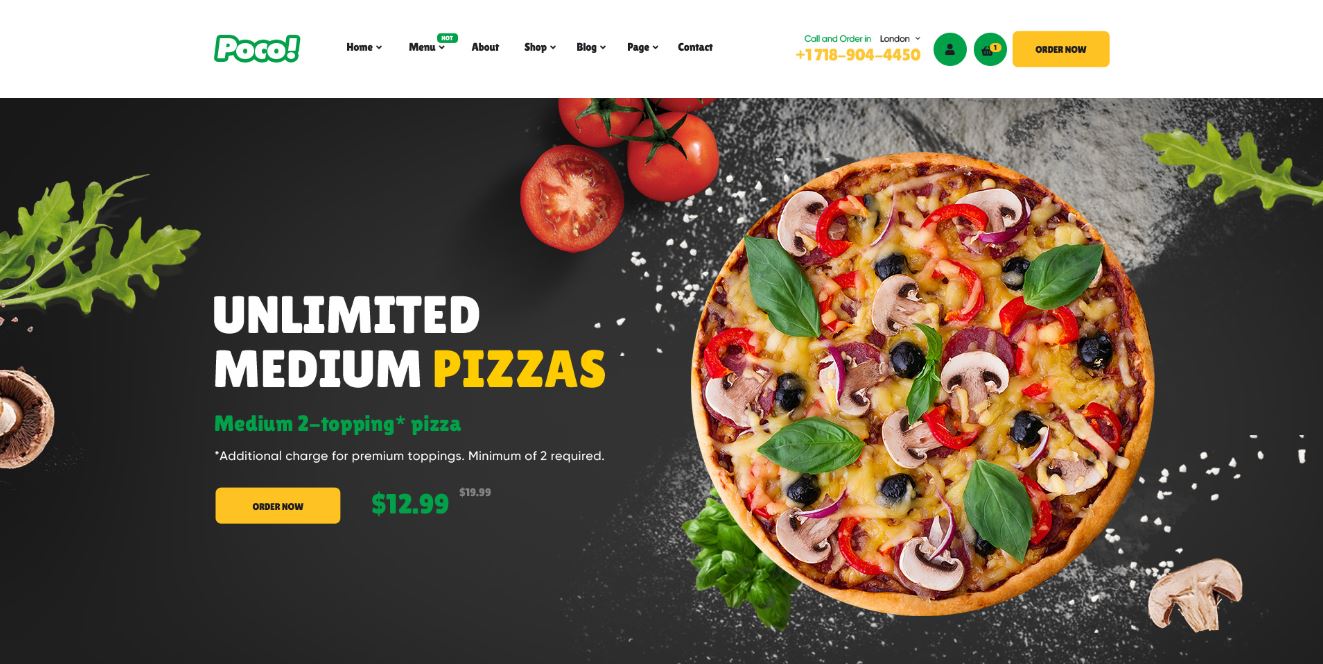 Poco!
Home
Menu
HOT
About
Shop
Blog
Page
Contact
Call and Order in London
+1 718-904-4450
1
ORDER NOW
UNLIMITED
MEDIUM PIZZAS
Medium 2-topping* pizza
*Additional charge for premium toppings. Minimum of 2 required.
ORDER NOW
$12.99
$19.99